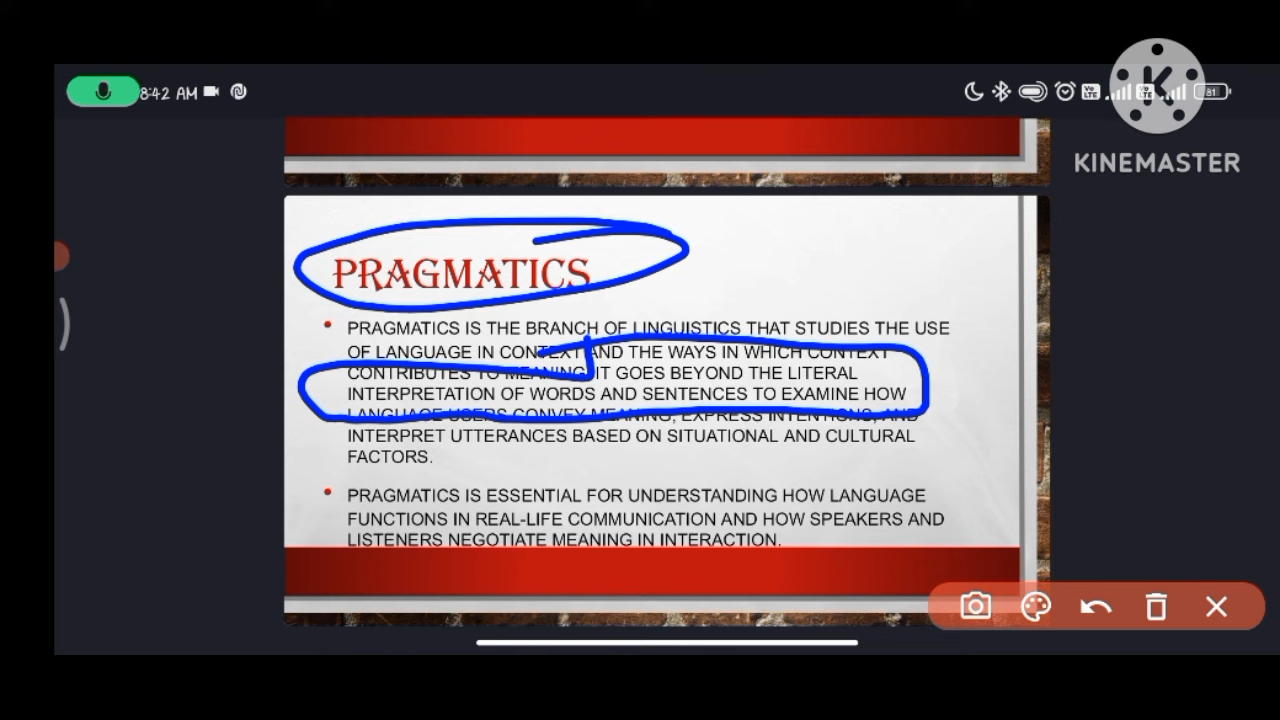 8:42 AM
81
KINEMASTER
PRAGMATICS
PRAGMATICS IS THE BRANCH OF LINGUISTICS THAT STUDIES THE USE
OF LANGUAGE IN CONTEXT AND THE WAYS IN WHICH CONTEXT
CONTRIBUTES TO MEANING. IT GOES BEYOND THE LITERAL
INTERPRETATION OF WORDS AND SENTENCES TO EXAMINE HOW
LANGUAGE USERS CONVEY MEANING, EXPRESS INTENTIONS, AND
INTERPRET UTTERANCES BASED ON SITUATIONAL AND CULTURAL
FACTORS.
PRAGMATICS IS ESSENTIAL FOR UNDERSTANDING HOW LANGUAGE
FUNCTIONS IN REAL-LIFE COMMUNICATION AND HOW SPEAKERS AND
LISTENERS NEGOTIATE MEANING IN INTERACTION.